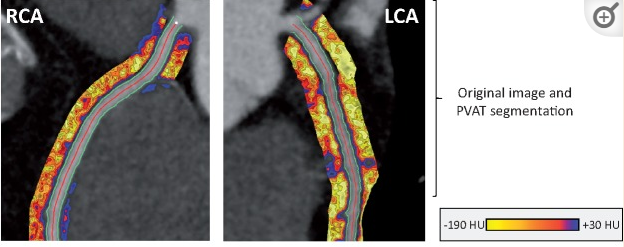 RCA
LCA
Original image and
PVAT segmentation
-190 HU
+30 HU